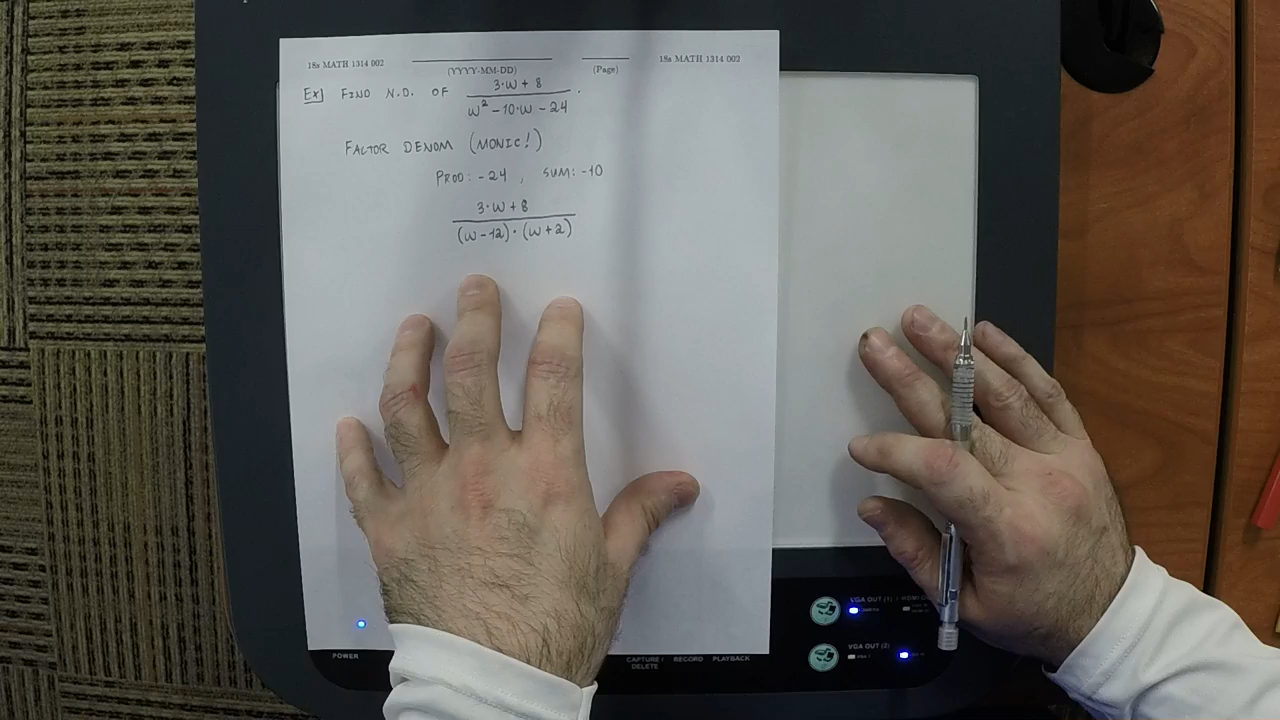 18s MATH 1314 002 (YYYY-MM-DD) (Page) 18s MATH 1314 002
Ex] FIND N.D. OF (3·w + 8)/(w² - 10·w - 24).
FACTOR DENOM (MONIC!)
PROD: -24, SUM: -10
(3·w + 8)/((w - 12)·(w + 2))
VGA OUT (1)
VGA OUT (2)
POWER
CAPTURE / DELETE RECORD PLAYBACK